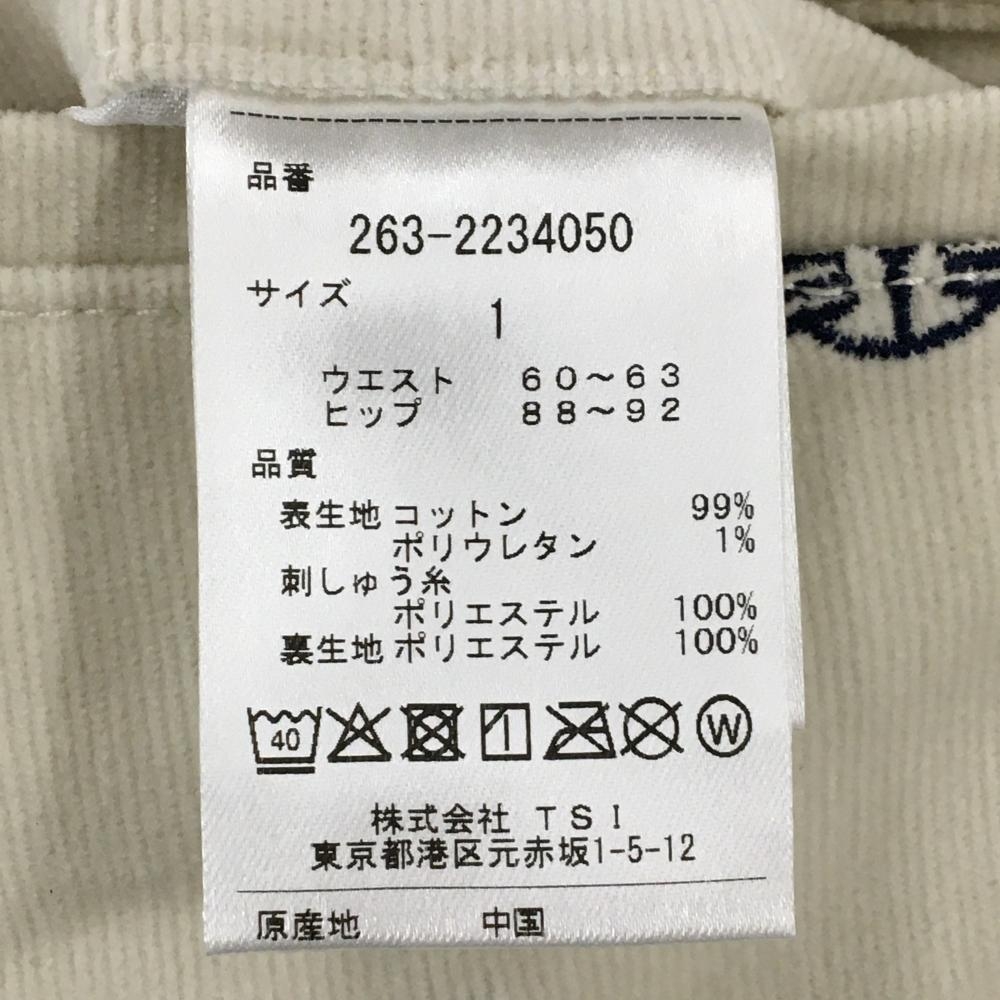 品番
263-2234050
サイズ
1
ウエスト 60～63
ヒップ 88～92
品質
表生地 コットン 99%
ポリウレタン 1%
刺しゅう糸
ポリエステル 100%
裏生地 ポリエステル 100%
40 W
株式会社 TSI
東京都港区元赤坂1-5-12
原産地 中国